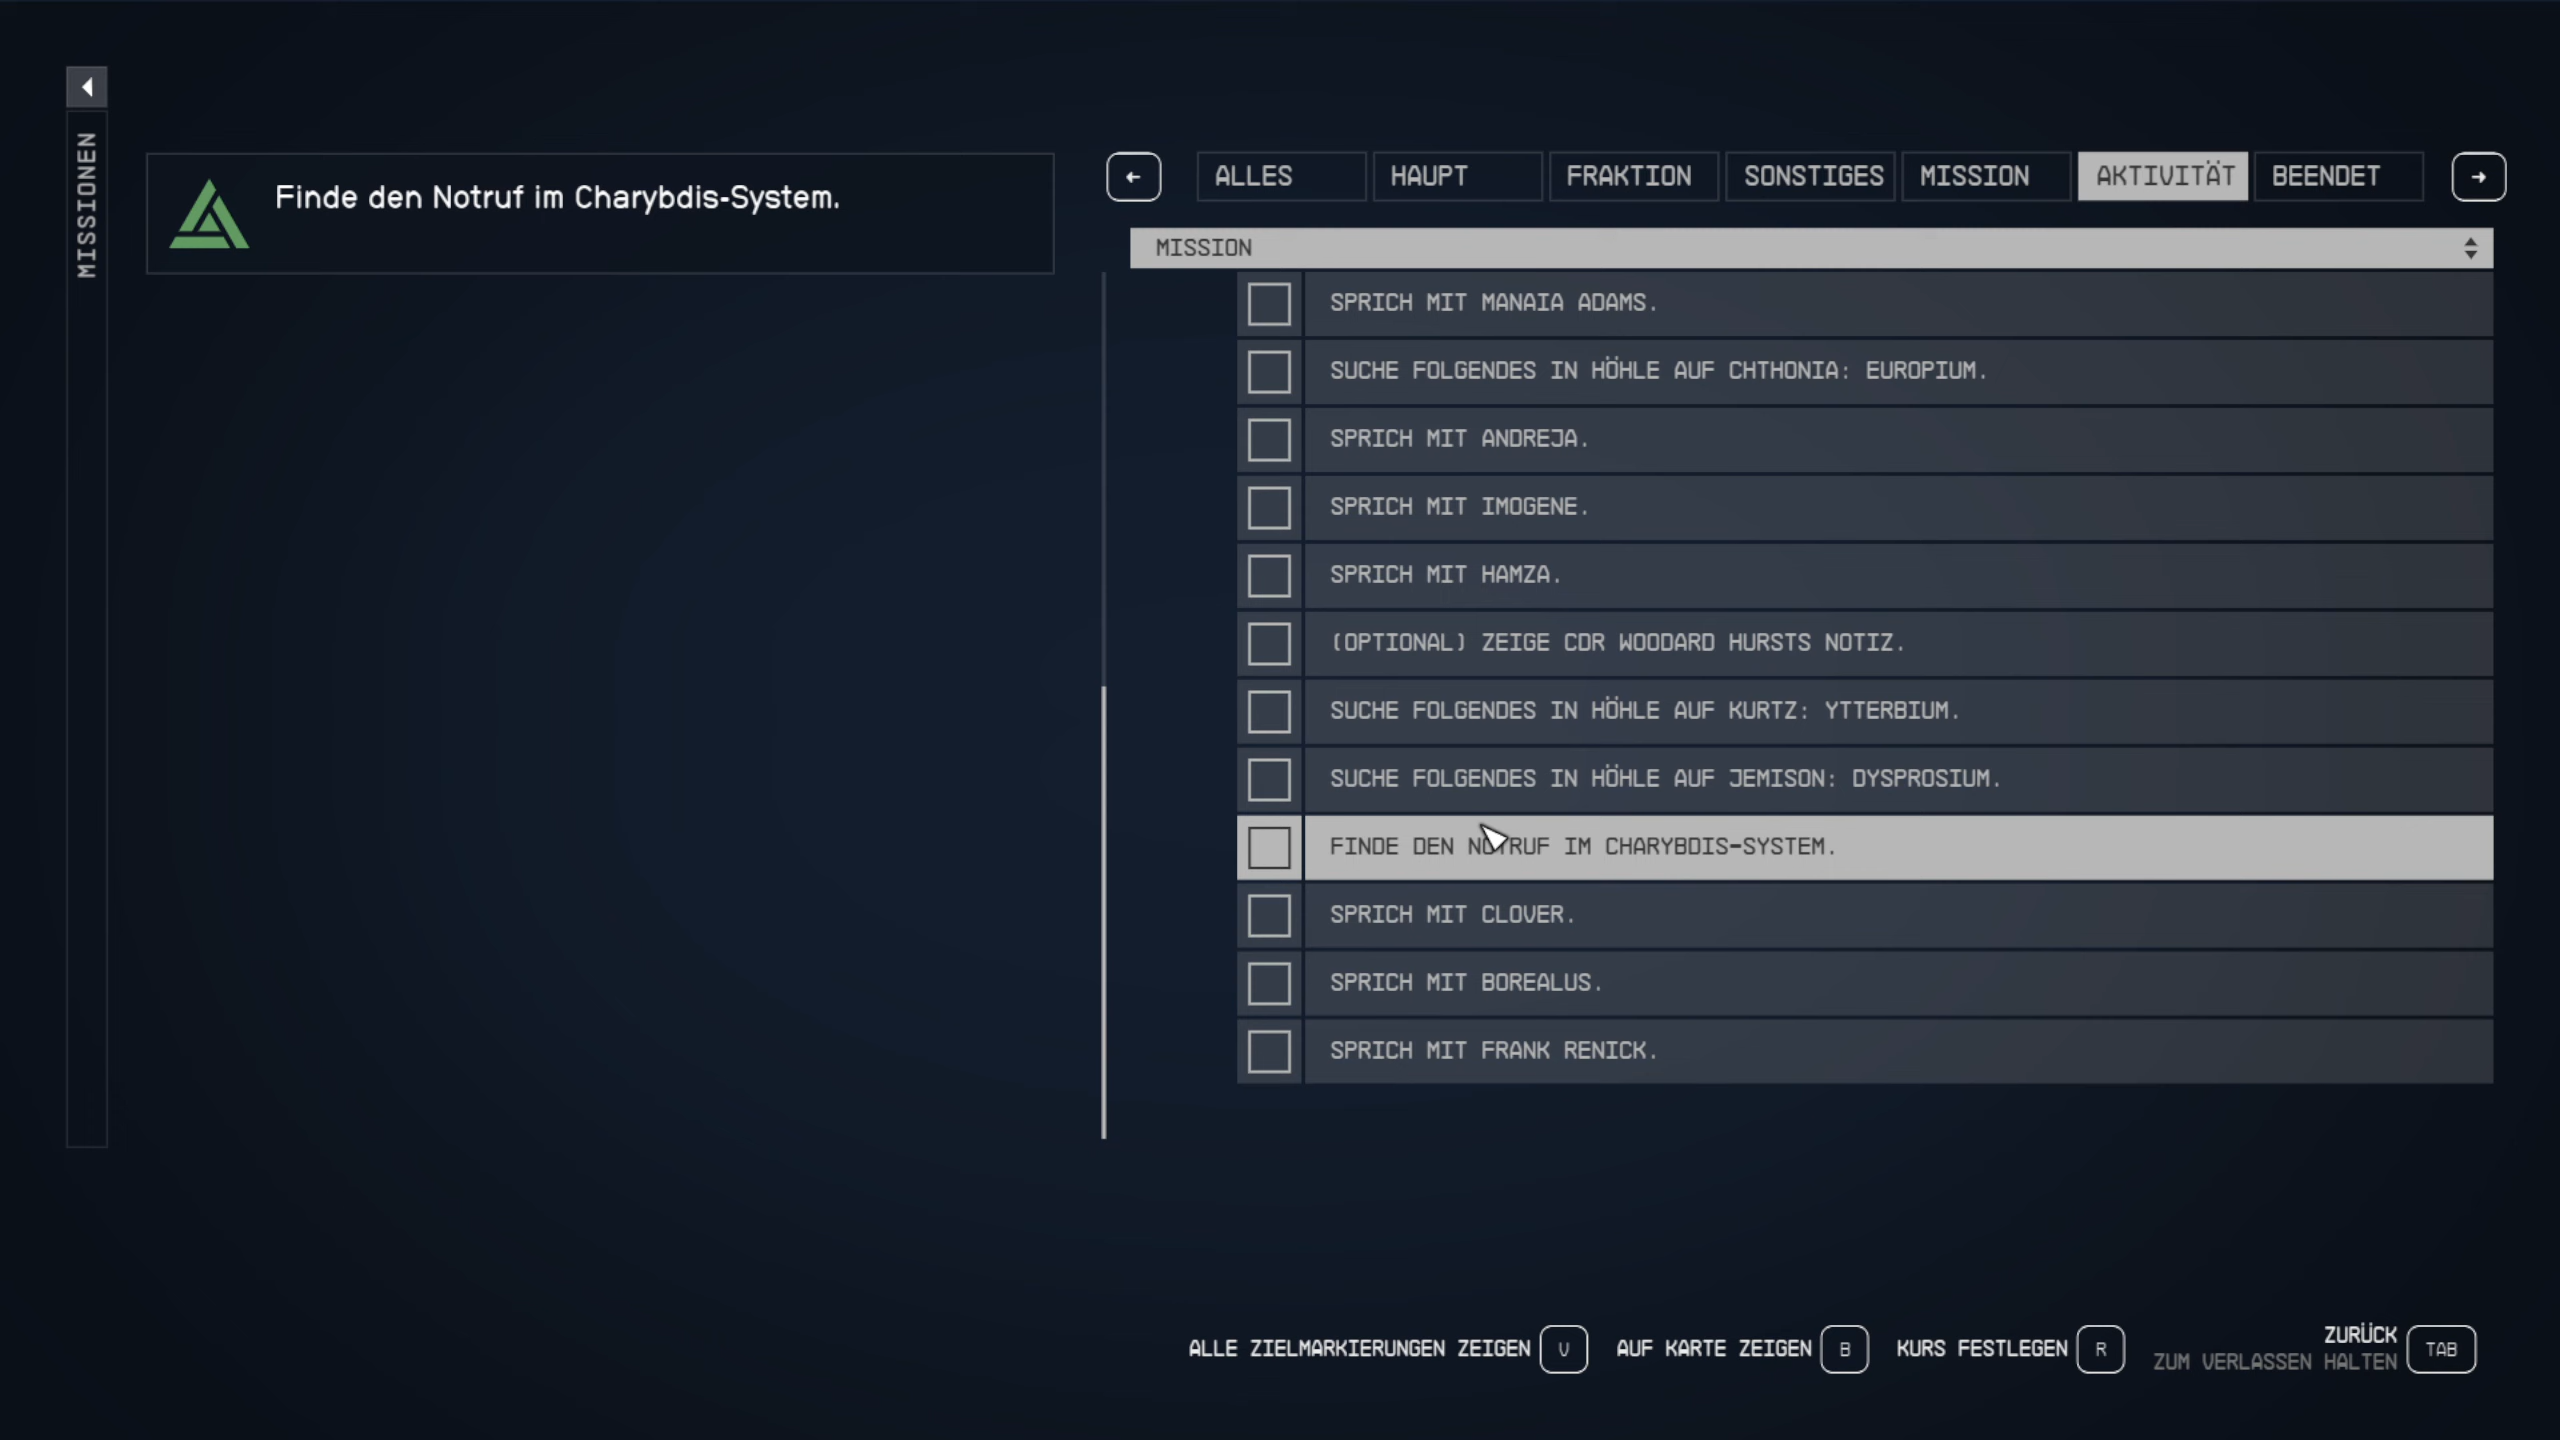 MISSIONEN
Finde den Notruf im Charybdis-System.
ALLES HAUPT FRAKTION SONSTIGES MISSION AKTIVITÄT BEENDET
MISSION
SPRICH MIT MANAIA ADAMS.
SUCHE FOLGENDES IN HÖHLE AUF CHTHONIA: EUROPIUM.
SPRICH MIT ANDREJA.
SPRICH MIT IMOGENE.
SPRICH MIT HAMZA.
(OPTIONAL) ZEIGE CDR WOODARD HURSTS NOTIZ.
SUCHE FOLGENDES IN HÖHLE AUF KURTZ: YTTERBIUM.
SUCHE FOLGENDES IN HÖHLE AUF JEMISON: DYSPROSIUM.
FINDE DEN NOTRUF IM CHARYBDIS-SYSTEM.
SPRICH MIT CLOVER.
SPRICH MIT BOREALUS.
SPRICH MIT FRANK RENICK.
ALLE ZIELMARKIERUNGEN ZEIGEN V AUF KARTE ZEIGEN B KURS FESTLEGEN R ZURÜCK TAB
ZUM VERLASSEN HALTEN